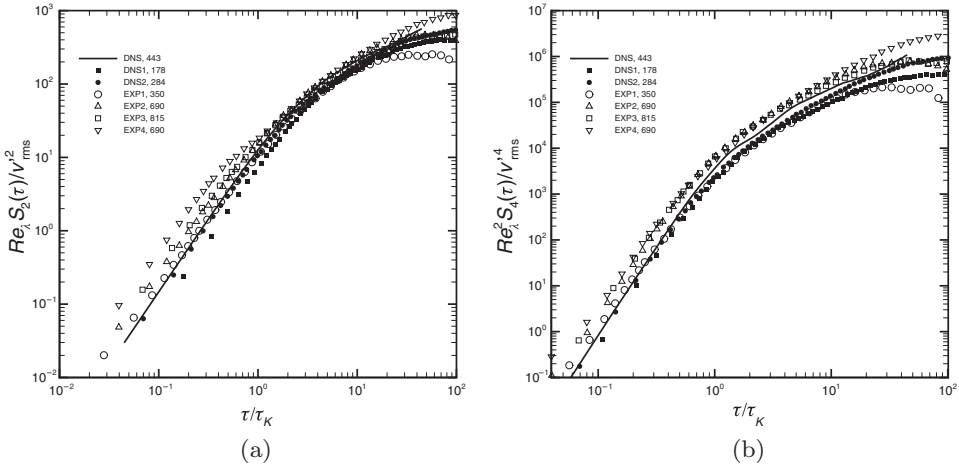 Re_λ S_2(τ)/v'^2_rms
10^3
10^2
10^1
10^0
10^-1
10^-2
DNS, 443
DNS1, 178
DNS2, 284
EXP1, 350
EXP2, 690
EXP3, 815
EXP4, 690
10^-2 10^-1 10^0 10^1 10^2
τ/τ_K
(a)
Re^2_λ S_4(τ)/v'^4_rms
10^7
10^6
10^5
10^4
10^3
10^2
10^1
10^0
10^-1
DNS, 443
DNS1, 178
DNS2, 284
EXP1, 350
EXP2, 690
EXP3, 815
EXP4, 690
10^-1 10^0 10^1 10^2
τ/τ_K
(b)